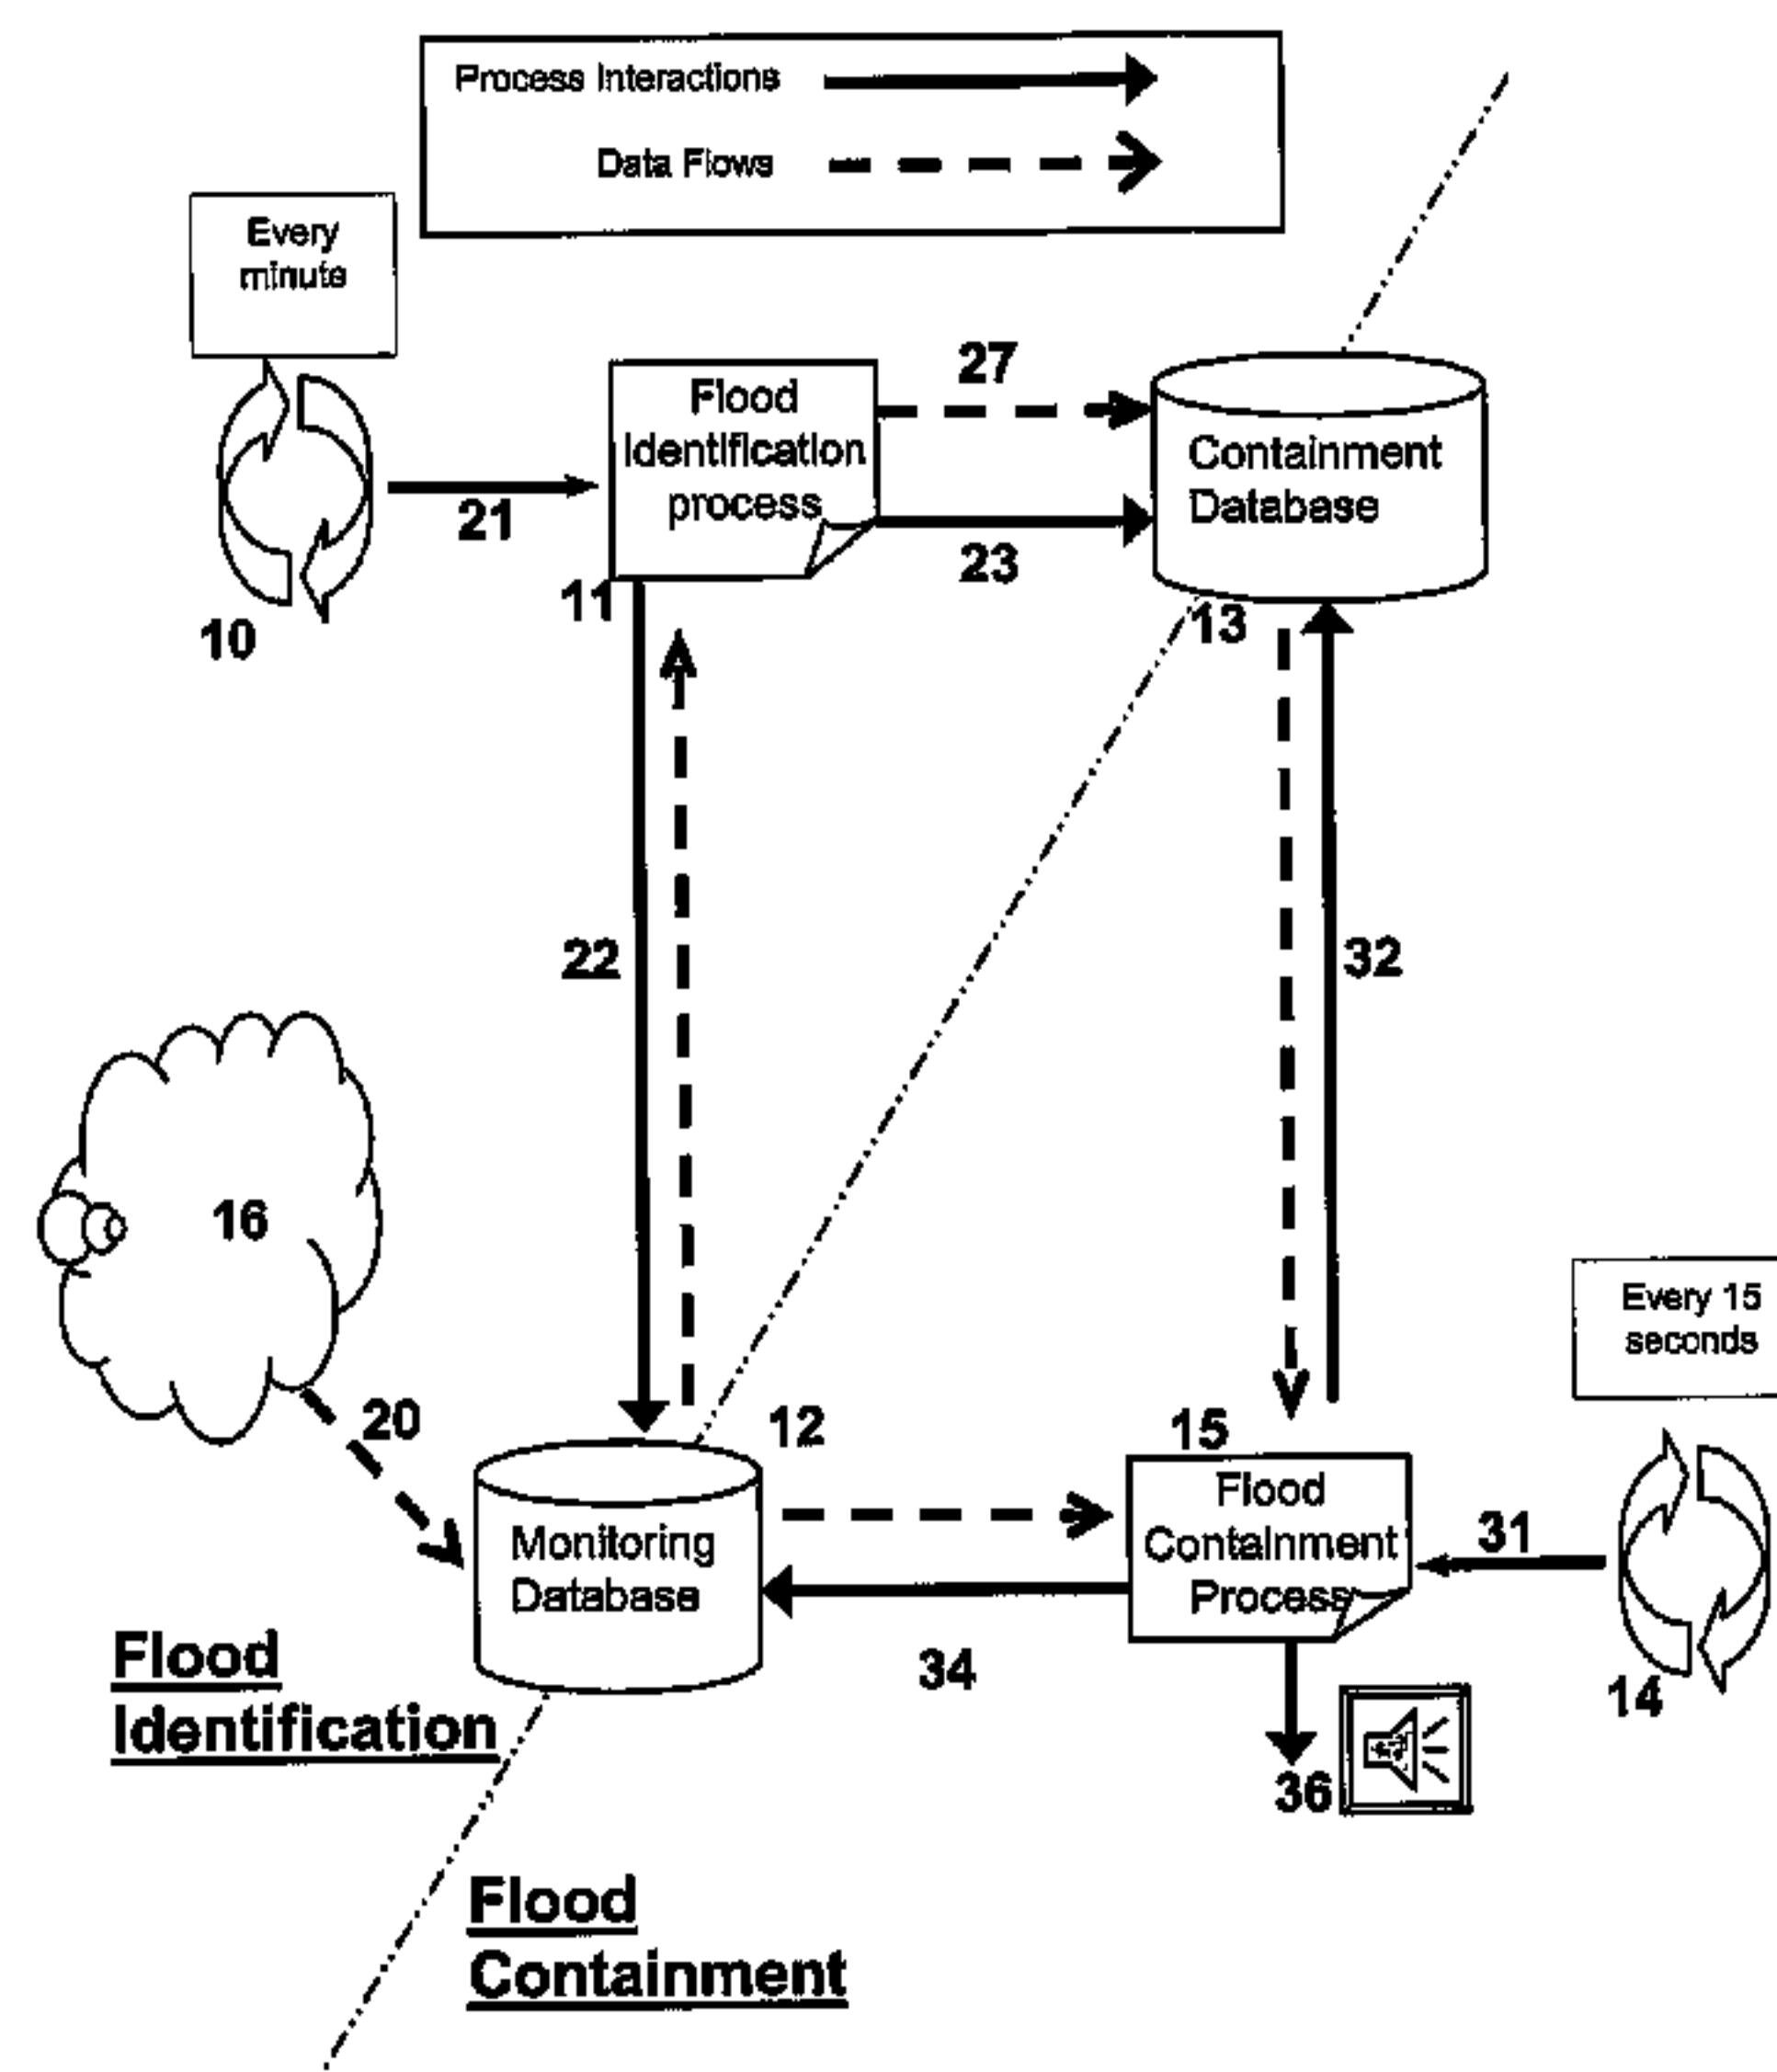 Process Interactions
Data Flows
Every
minute
27
Flood
Identification
process
Containment
Database
21
23
11
13
10
22
32
16
Every 15
seconds
20
12
15
Flood
Containment
Process
31
Monitoring
Database
34
14
Flood
Identification
36
Flood
Containment